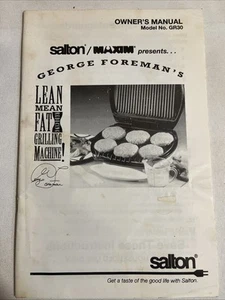 OWNER'S MANUAL
Model No. GR30
salton / MAXIM presents. . .
GEORGE FOREMAN'S
LEAN
MEAN
FAT
GRILLING
MACHINE!
salton
Get a taste of the good life with Salton.